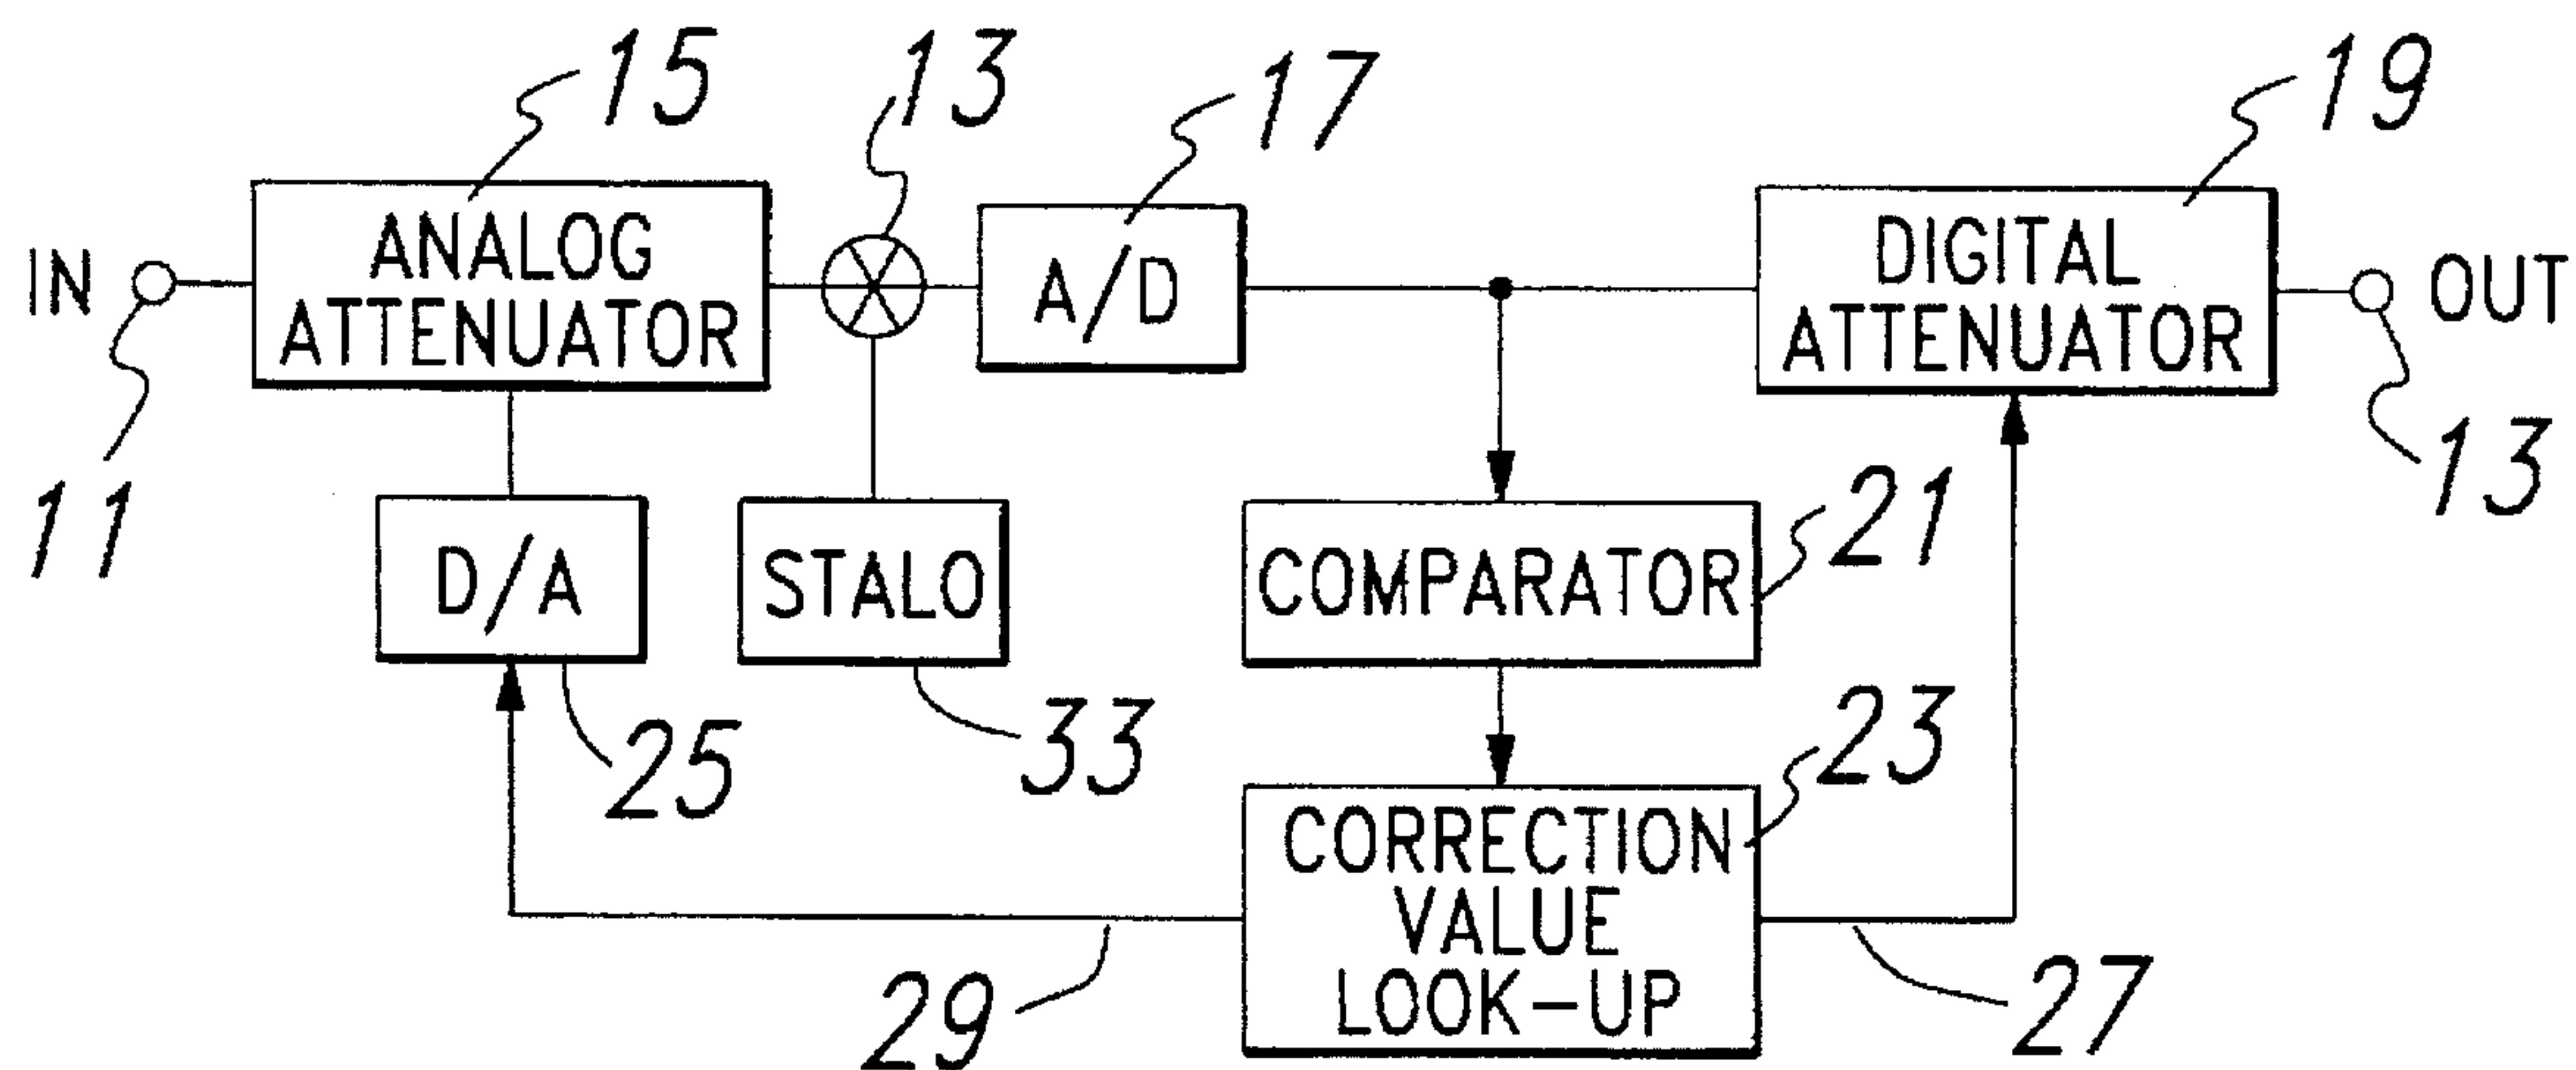 15
13
17
19
IN
ANALOG
ATTENUATOR
A/D
DIGITAL
ATTENUATOR
OUT
11
13
D/A
STALO
COMPARATOR
21
25
33
23
CORRECTION
VALUE
LOOK-UP
29
27